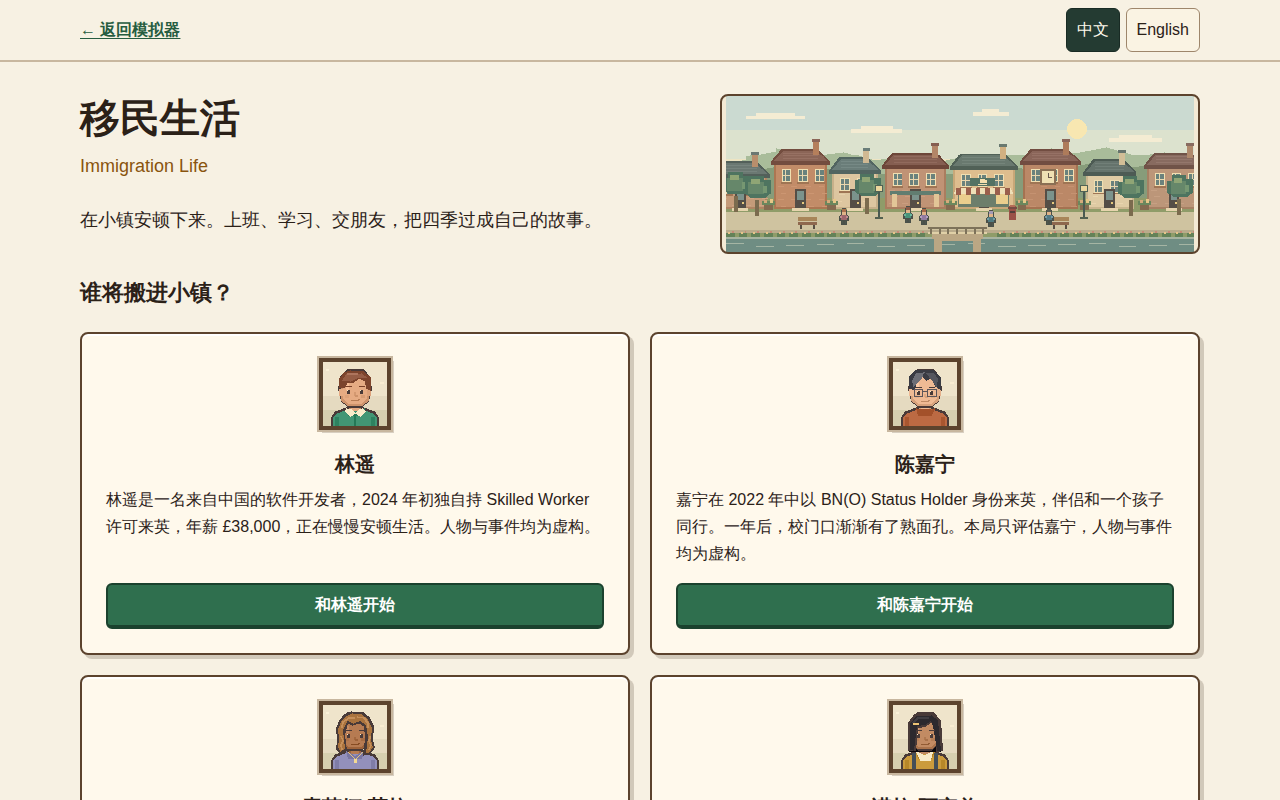 ← 返回模拟器
中文
English
移民生活
Immigration Life
在小镇安顿下来。上班、学习、交朋友，把四季过成自己的故事。
谁将搬进小镇？
林遥
林遥是一名来自中国的软件开发者，2024 年初独自持 Skilled Worker
许可来英，年薪 £38,000，正在慢慢安顿生活。人物与事件均为虚构。
和林遥开始
陈嘉宁
嘉宁在 2022 年中以 BN(O) Status Holder 身份来英，伴侣和一个孩子
同行。一年后，校门口渐渐有了熟面孔。本局只评估嘉宁，人物与事件
均为虚构。
和陈嘉宁开始